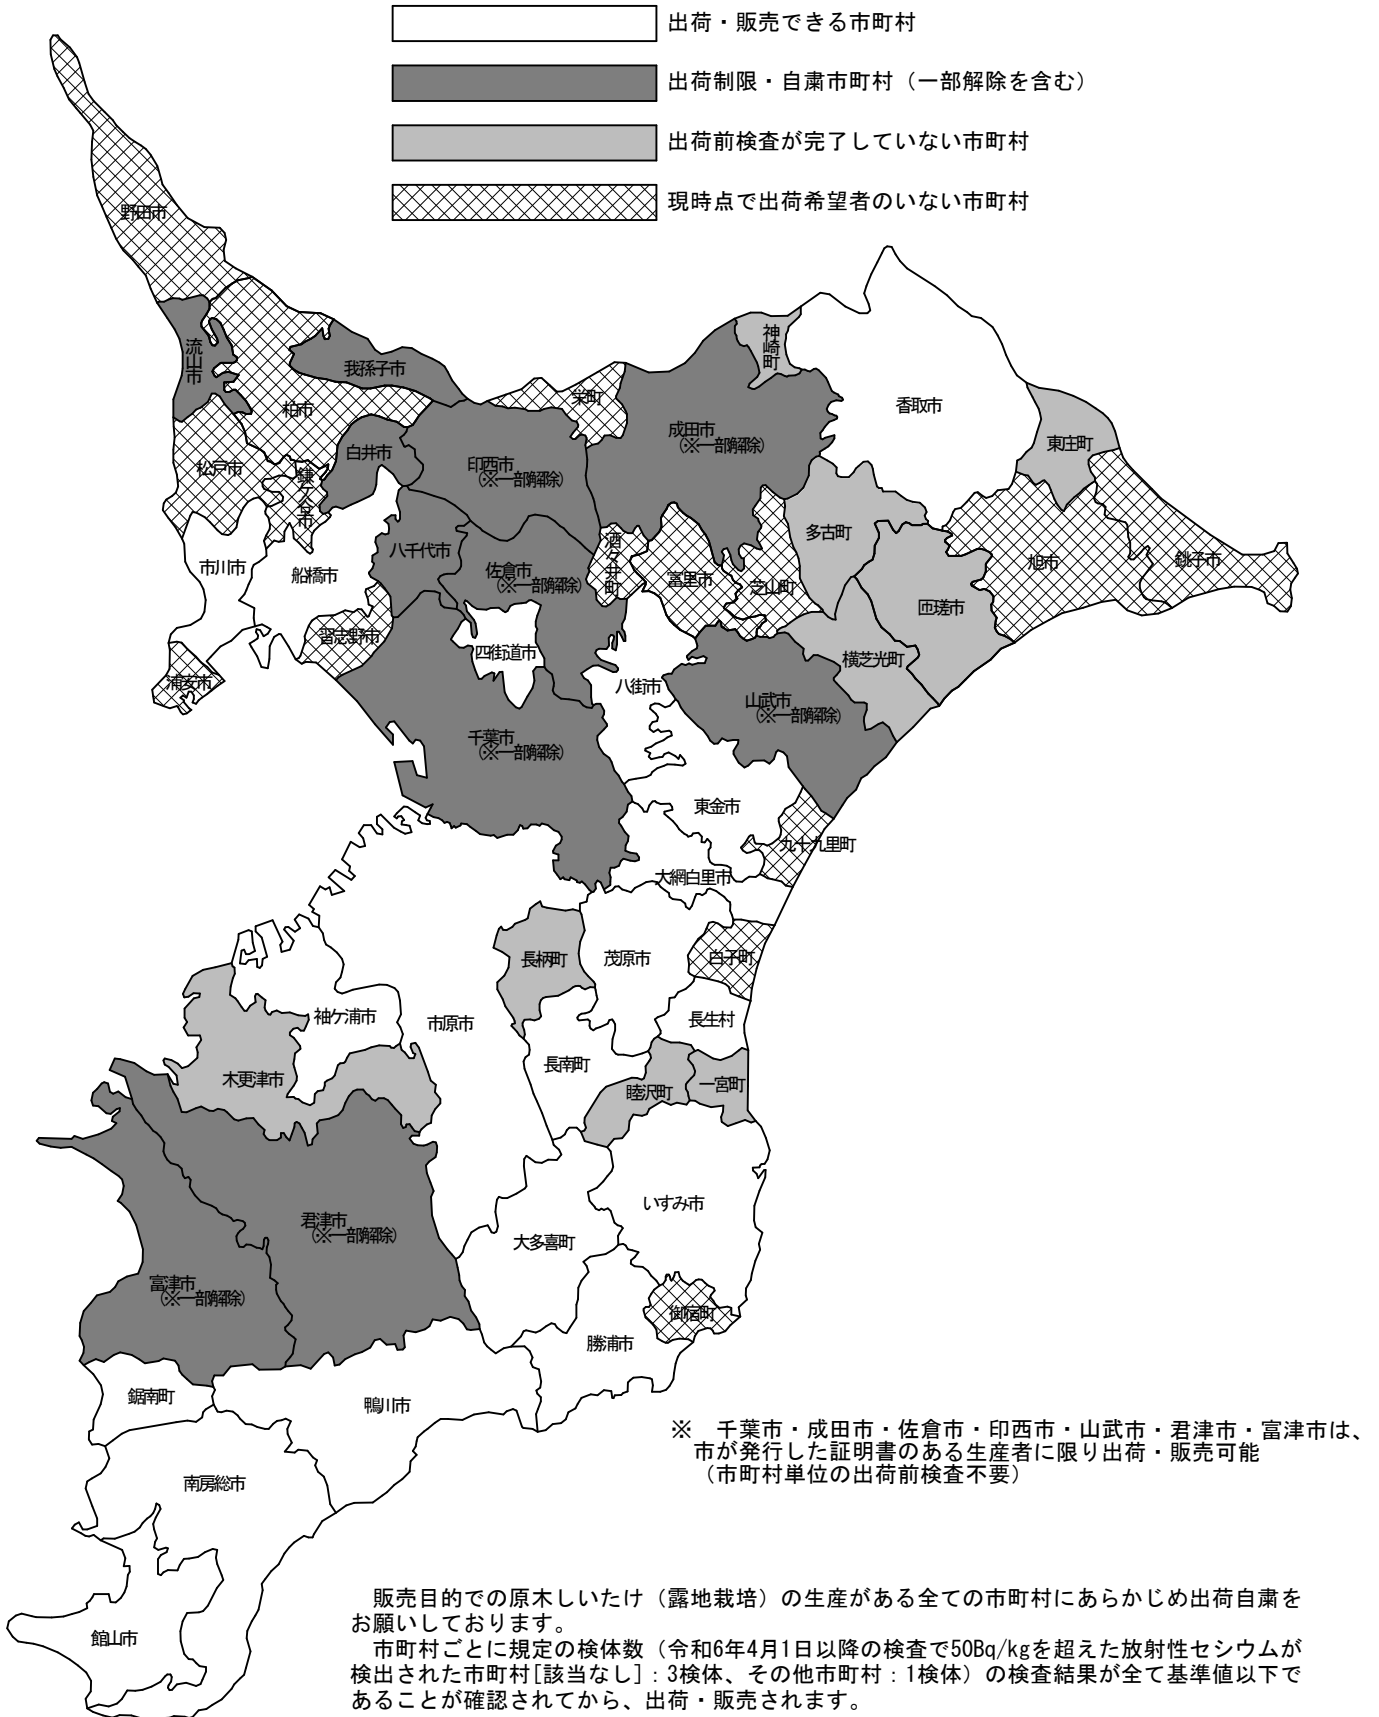 出荷・販売できる市町村
出荷制限・自粛市町村（一部解除を含む）
出荷前検査が完了していない市町村
現時点で出荷希望者のいない市町村
野田市
流山市
我孫子市
柏市
松戸市
鎌ケ谷市
白井市
印西市
(※一部解除)
栄町
成田市
(※一部解除)
神崎町
香取市
東庄町
銚子市
旭市
匝瑳市
多古町
横芝光町
芝山町
富里市
酒々井町
佐倉市
(※一部解除)
八千代市
船橋市
市川市
浦安市
習志野市
四街道市
八街市
山武市
(※一部解除)
千葉市
(※一部解除)
東金市
九十九里町
大網白里市
茂原市
白子町
長柄町
長生村
長南町
睦沢町
一宮町
市原市
袖ケ浦市
木更津市
君津市
(※一部解除)
富津市
(※一部解除)
いすみ市
大多喜町
御宿町
勝浦市
鴨川市
鋸南町
南房総市
館山市
※　千葉市・成田市・佐倉市・印西市・山武市・君津市・富津市は、
市が発行した証明書のある生産者に限り出荷・販売可能
（市町村単位の出荷前検査不要）
販売目的での原木しいたけ（露地栽培）の生産がある全ての市町村にあらかじめ出荷自粛を
お願いしております。
市町村ごとに規定の検体数（令和6年4月1日以降の検査で50Bq/kgを超えた放射性セシウムが
検出された市町村[該当なし]：3検体、その他市町村：1検体）の検査結果が全て基準値以下で
あることが確認されてから、出荷・販売されます。